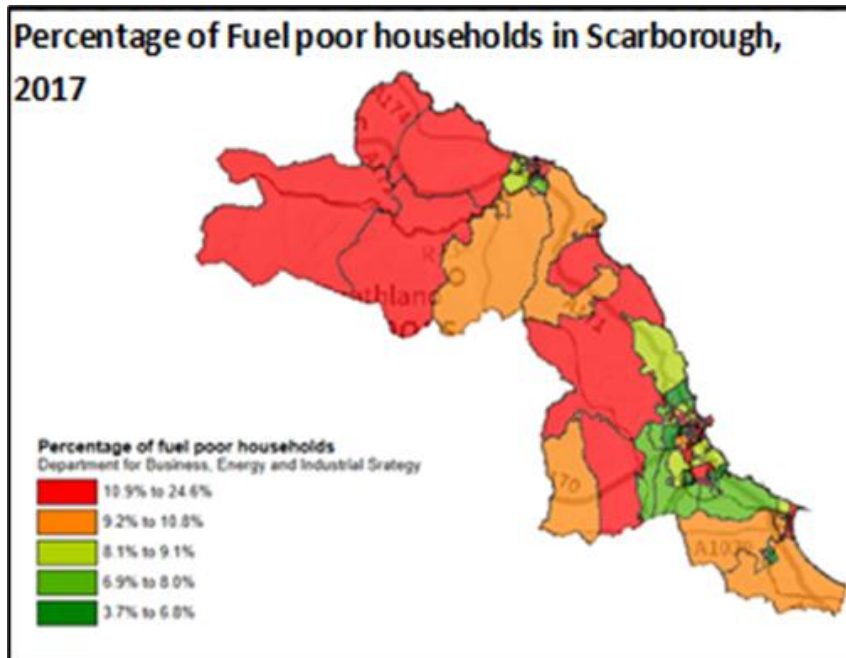 Percentage of Fuel poor households in Scarborough,
2017
A174
Percentage of fuel poor households
Department for Business, Energy and Industrial Srategy
10.9% to 24.6%
9.2% to 10.8%
8.1% to 9.1%
6.9% to 8.0%
3.7% to 6.8%